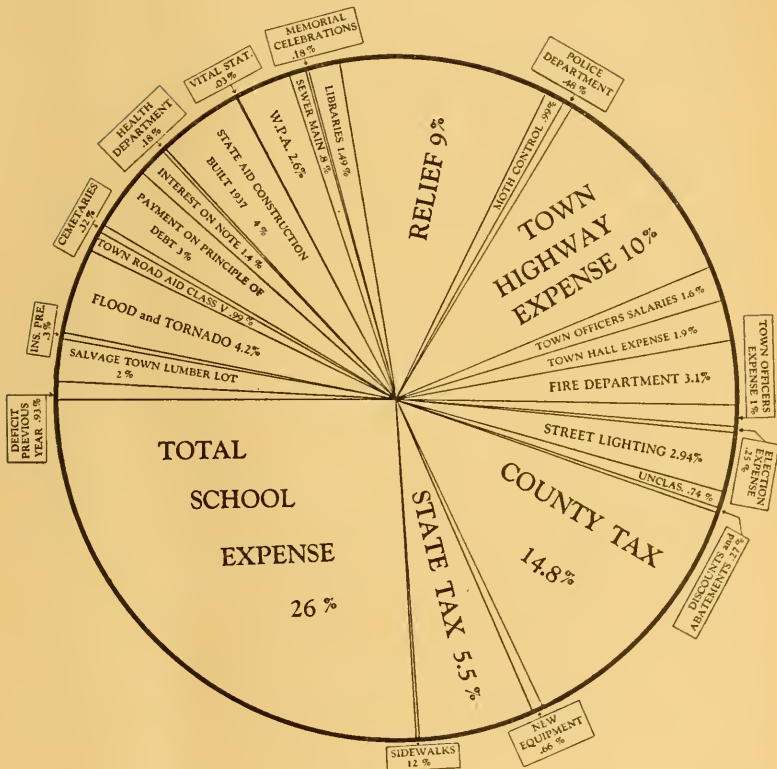 MEMORIAL
CELEBRATIONS
.18 %
VITAL STAT.
.03 %
HEALTH
DEPARTMENT
.18 %
CEMETARIES
.32 %
INS. PRE.
.3 %
DEFICIT
PREVIOUS
YEAR .93 %
POLICE
DEPARTMENT
.48 %
LIBRARIES 1.49 %
SEWER MAIN .8 %
W.P.A. 2.6%
STATE AID CONSTRUCTION
BUILT 1937
4 %
INTEREST ON NOTE 1.4 %
PAYMENT ON PRINCIPLE OF
DEBT 3 %
TOWN ROAD AID CLASS V .99 %
FLOOD and TORNADO 4.2%
SALVAGE TOWN LUMBER LOT
2 %
RELIEF 9%
MOTH CONTROL .99%
TOWN
HIGHWAY
EXPENSE 10%
TOWN OFFICERS SALARIES 1.6 %
TOWN HALL EXPENSE 1.9 %
FIRE DEPARTMENT 3.1%
TOWN OFFICERS
EXPENSE 1 %
ELECTION
EXPENSE
.25 %
STREET LIGHTING 2.94%
UNCLAS. .74 %
DISCOUNTS and
ABATEMENTS .27 %
COUNTY TAX
14.8%
NEW
EQUIPMENT
.66 %
STATE TAX
5.5 %
SIDEWALKS
12 %
TOTAL
SCHOOL
EXPENSE
26 %